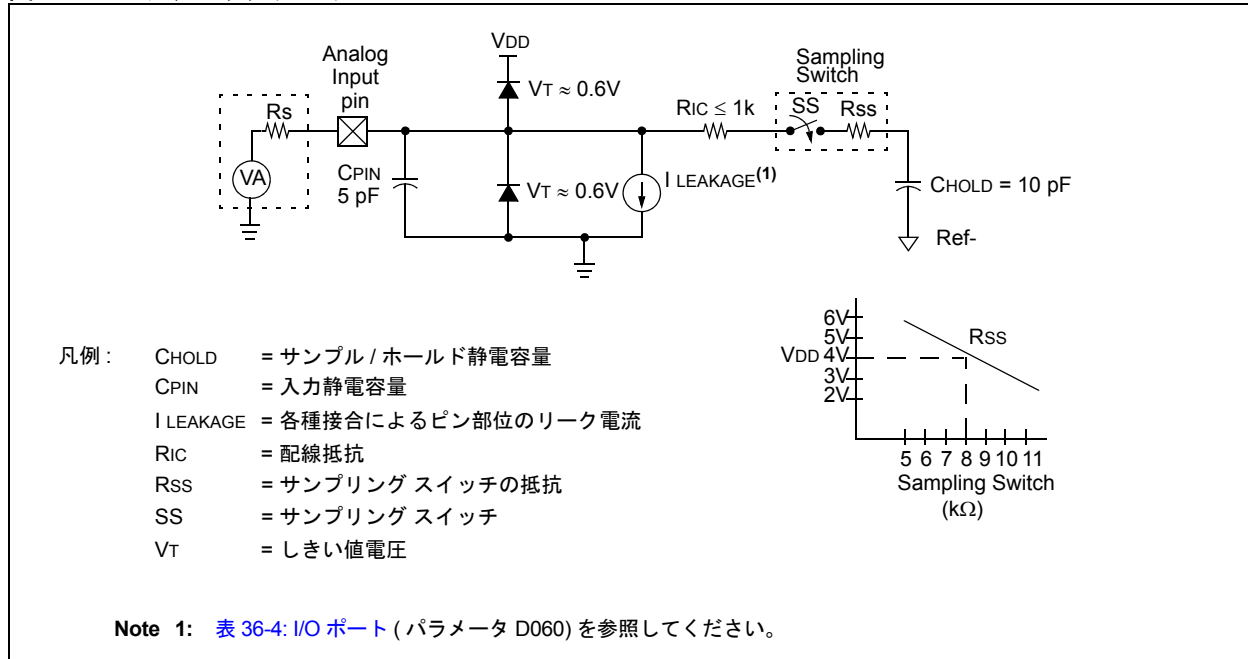 VDD
Analog
Input
pin
Sampling
Switch
VT ≈ 0.6V
Rs
RIC ≤ 1k
SS
Rss
VA
CPIN
5 pF
VT ≈ 0.6V
I LEAKAGE(1)
CHOLD = 10 pF
Ref-
6V
5V
VDD 4V
3V
2V
RSS
5 6 7 8 9 10 11
Sampling Switch
(kΩ)
凡例 : CHOLD = サンプル / ホールド静電容量
CPIN = 入力静電容量
I LEAKAGE = 各種接合によるピン部位のリーク電流
RIC = 配線抵抗
RSS = サンプリング スイッチの抵抗
SS = サンプリング スイッチ
VT = しきい値電圧
Note 1: 表 36-4: I/O ポート ( パラメータ D060) を参照してください。